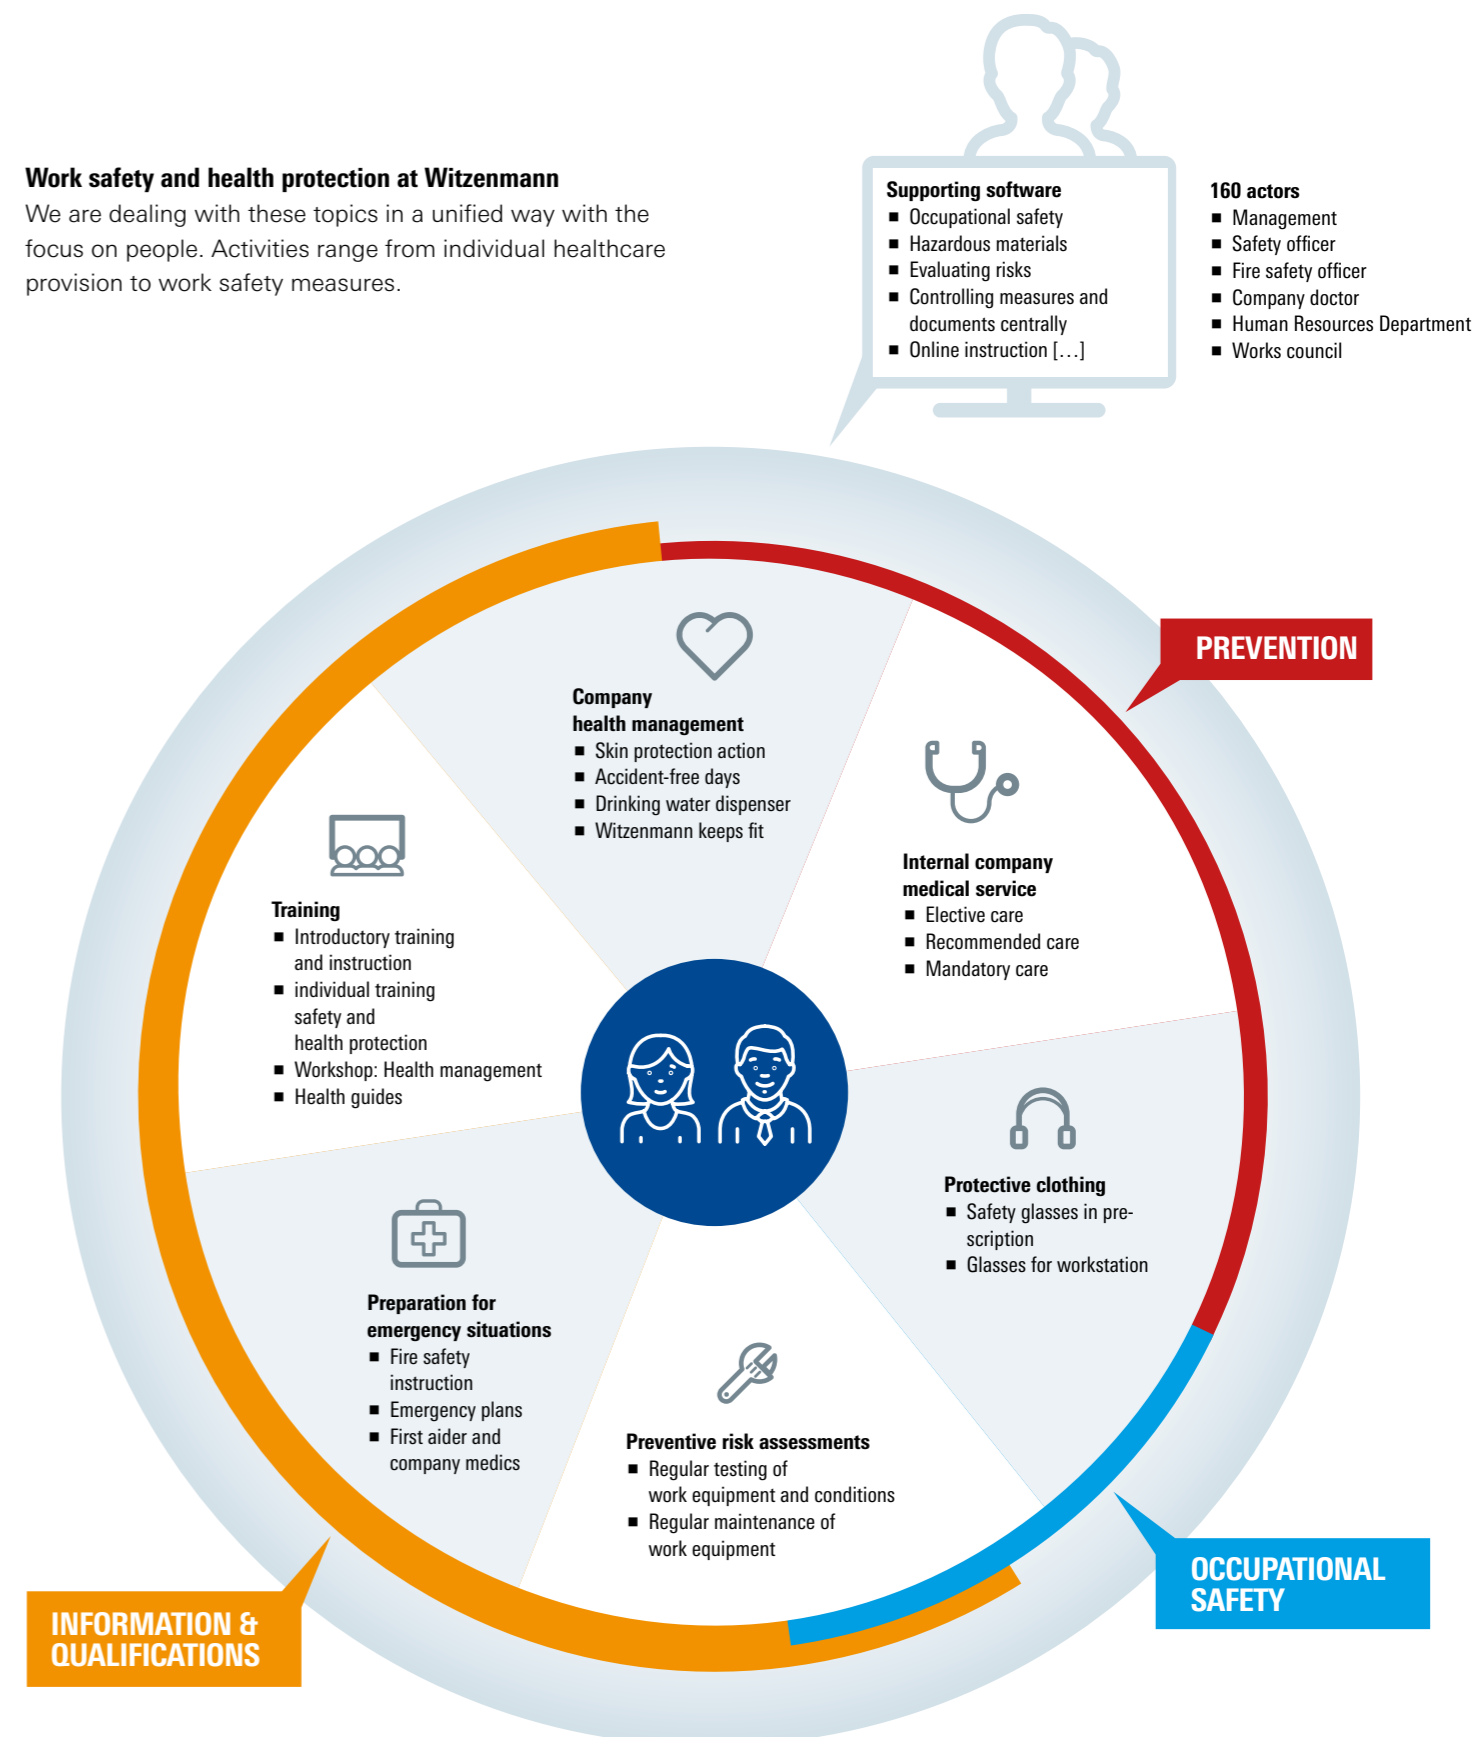 Work safety and health protection at Witzenmann
We are dealing with these topics in a unified way with the
focus on people. Activities range from individual healthcare
provision to work safety measures.
Supporting software
■ Occupational safety
■ Hazardous materials
■ Evaluating risks
■ Controlling measures and
documents centrally
■ Online instruction […]
160 actors
■ Management
■ Safety officer
■ Fire safety officer
■ Company doctor
■ Human Resources Department
■ Works council
PREVENTION
Company
health management
■ Skin protection action
■ Accident-free days
■ Drinking water dispenser
■ Witzenmann keeps fit
Internal company
medical service
■ Elective care
■ Recommended care
■ Mandatory care
Training
■ Introductory training
and instruction
■ individual training
safety and
health protection
■ Workshop: Health management
■ Health guides
Protective clothing
■ Safety glasses in pre-
scription
■ Glasses for workstation
Preparation for
emergency situations
■ Fire safety
instruction
■ Emergency plans
■ First aider and
company medics
Preventive risk assessments
■ Regular testing of
work equipment and conditions
■ Regular maintenance of
work equipment
OCCUPATIONAL
SAFETY
INFORMATION &
QUALIFICATIONS